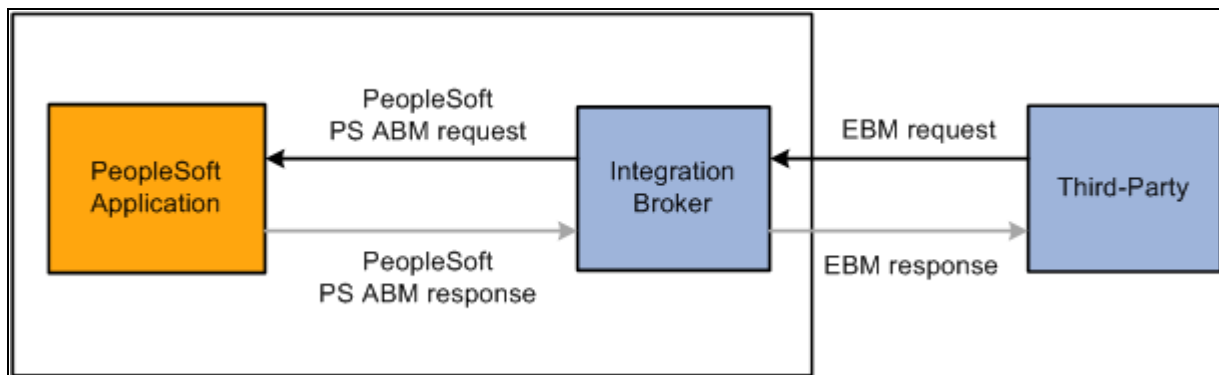 PeopleSoft
PS ABM request
EBM request
PeopleSoft
Application
Integration
Broker
Third-Party
PeopleSoft
PS ABM response
EBM response